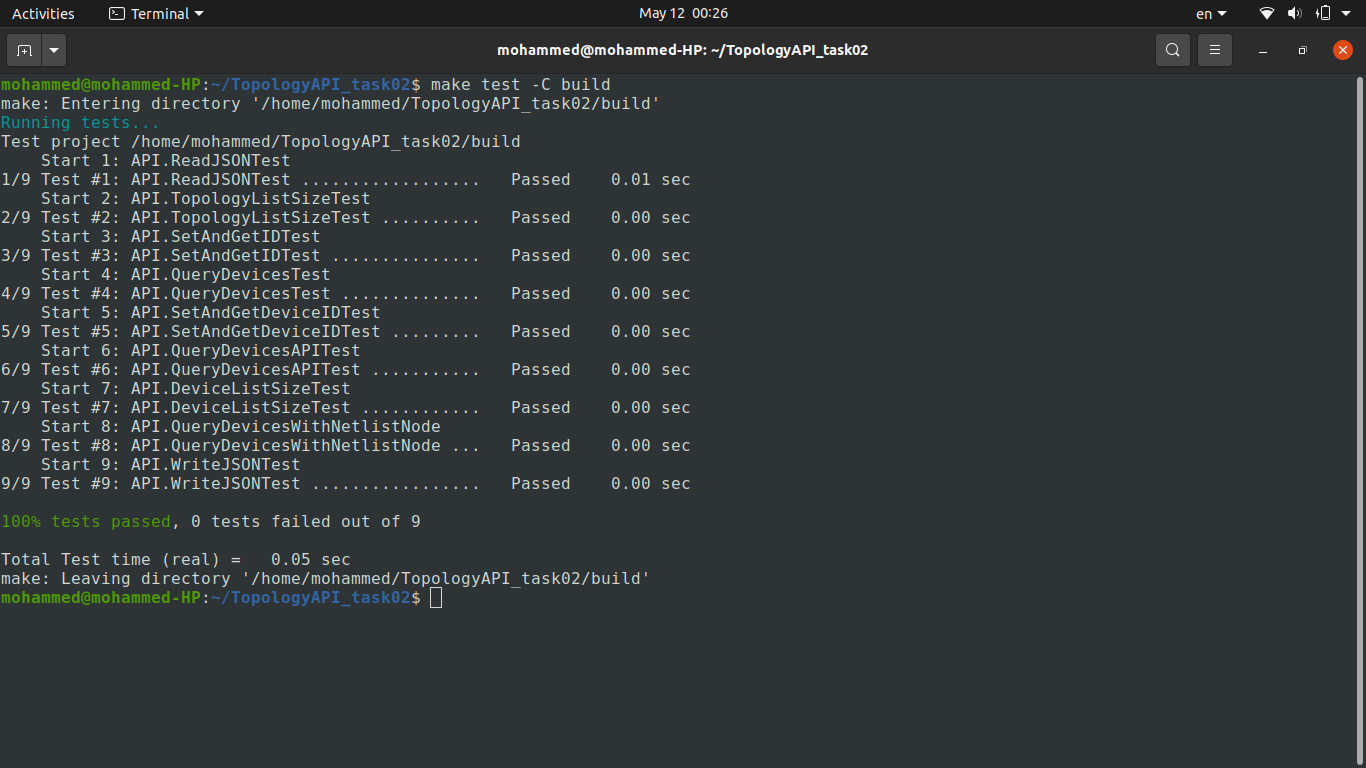 Activities Terminal May 12 00:26 en
mohammed@mohammed-HP: ~/TopologyAPI_task02
mohammed@mohammed-HP:~/TopologyAPI_task02$ make test -C build
make: Entering directory '/home/mohammed/TopologyAPI_task02/build'
Running tests...
Test project /home/mohammed/TopologyAPI_task02/build
    Start 1: API.ReadJSONTest
1/9 Test #1: API.ReadJSONTest ..................   Passed    0.01 sec
    Start 2: API.TopologyListSizeTest
2/9 Test #2: API.TopologyListSizeTest ..........   Passed    0.00 sec
    Start 3: API.SetAndGetIDTest
3/9 Test #3: API.SetAndGetIDTest ...............   Passed    0.00 sec
    Start 4: API.QueryDevicesTest
4/9 Test #4: API.QueryDevicesTest ..............   Passed    0.00 sec
    Start 5: API.SetAndGetDeviceIDTest
5/9 Test #5: API.SetAndGetDeviceIDTest .........   Passed    0.00 sec
    Start 6: API.QueryDevicesAPITest
6/9 Test #6: API.QueryDevicesAPITest ...........   Passed    0.00 sec
    Start 7: API.DeviceListSizeTest
7/9 Test #7: API.DeviceListSizeTest ............   Passed    0.00 sec
    Start 8: API.QueryDevicesWithNetlistNode
8/9 Test #8: API.QueryDevicesWithNetlistNode ...   Passed    0.00 sec
    Start 9: API.WriteJSONTest
9/9 Test #9: API.WriteJSONTest .................   Passed    0.00 sec
100% tests passed, 0 tests failed out of 9
Total Test time (real) =   0.05 sec
make: Leaving directory '/home/mohammed/TopologyAPI_task02/build'
mohammed@mohammed-HP:~/TopologyAPI_task02$